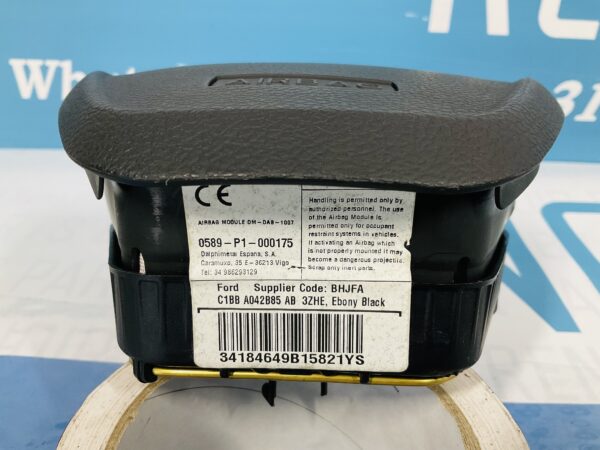 AIRBAG
CE
AIRBAG MODULE DM-DAB-1007
0589 -P1-000175
Dalphimetal Espana, S.A.
Caramuxo, 35 E-36213 Vigo
Tel: 34 986293129
Handling is permitted only by
authorized personnel. The use
of the Airbag Module is
permitted only for occupant
restraint systems in vehicles.
If activating an Airbag which
is not properly mounted it may
become a dangerous projectile.
Scrap only inert parts.
Ford Supplier Code: BHJFA
C1BB A042B85 AB 3ZHE, Ebony Black
34184649B15821YS